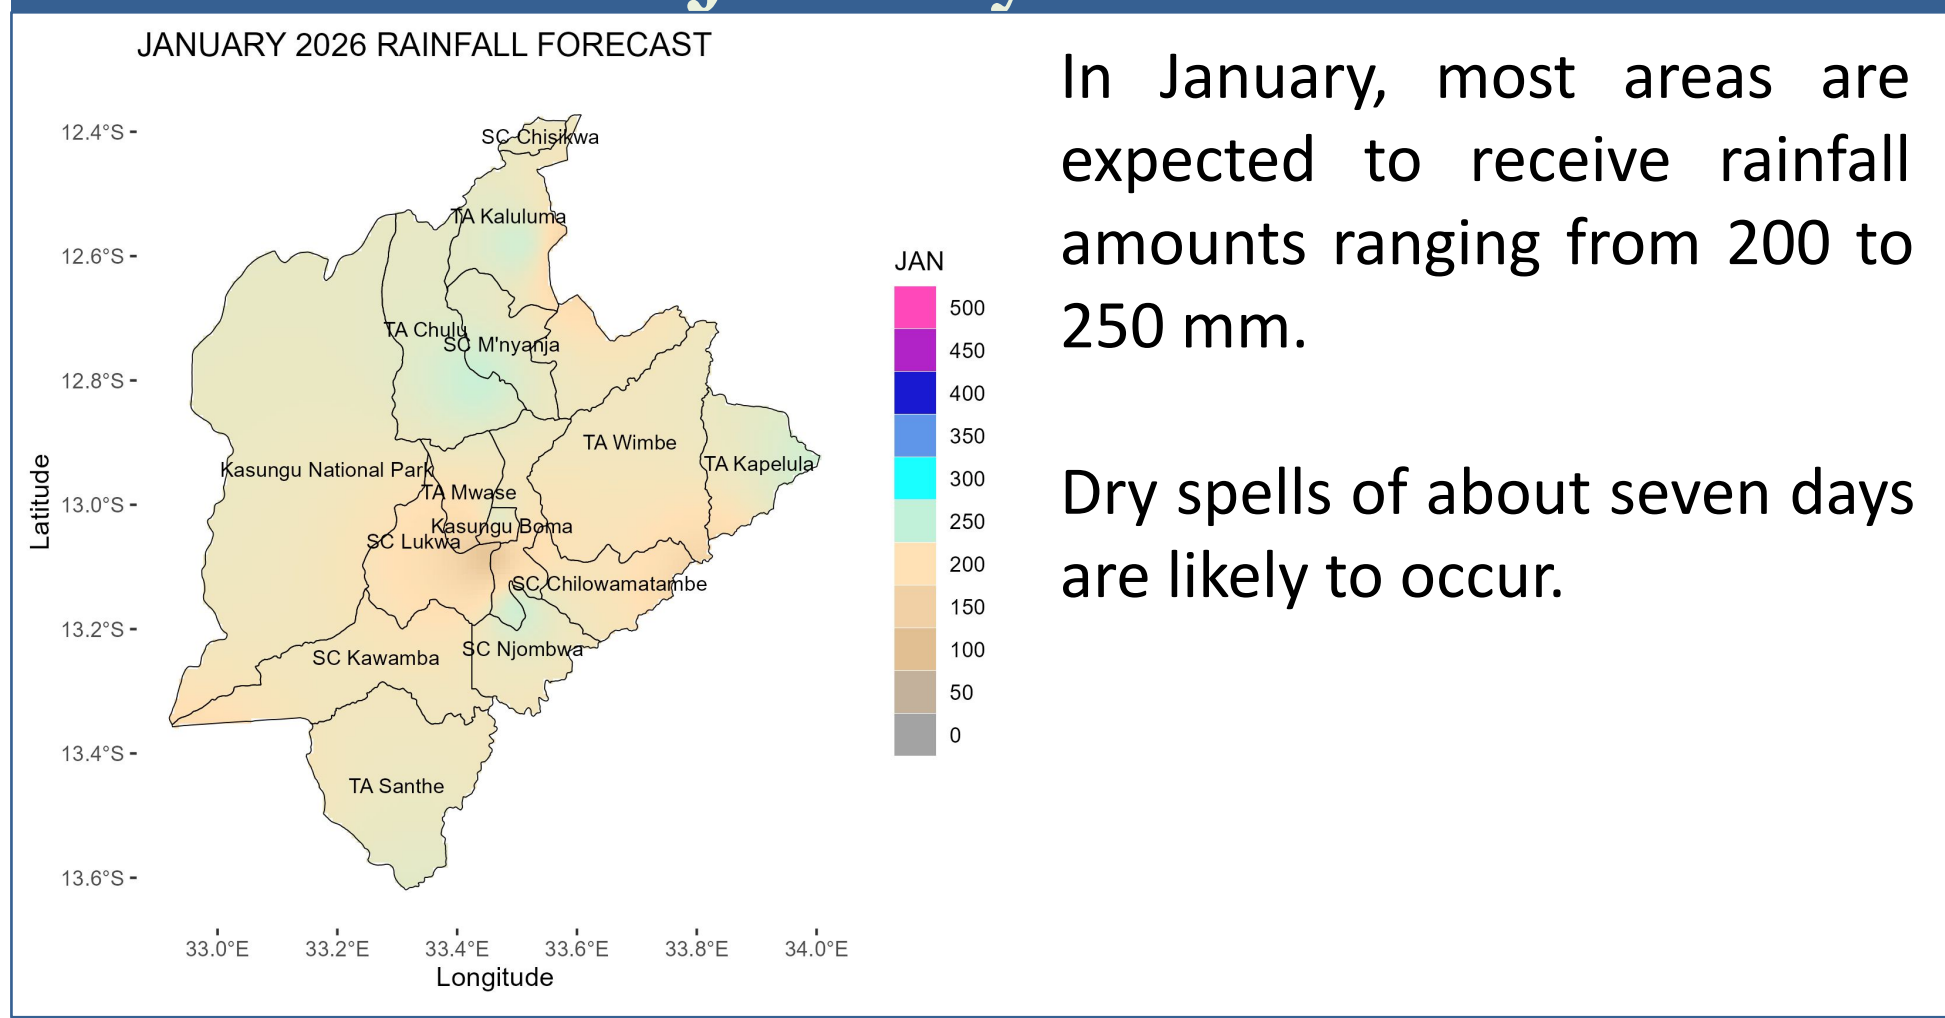 JANUARY 2026 RAINFALL FORECAST
12.4°S
12.6°S
12.8°S
13.0°S
13.2°S
13.4°S
13.6°S
Latitude
SC Chisikwa
TA Kaluluma
TA Chulu
SC M'nyanja
TA Wimbe
TA Kapelula
Kasungu National Park
TA Mwase
Kasungu Boma
SC Lukwa
SC Chilowamatambe
SC Njombwa
SC Kawamba
TA Santhe
33.0°E 33.2°E 33.4°E 33.6°E 33.8°E 34.0°E
Longitude
JAN
500
450
400
350
300
250
200
150
100
50
0
In January, most areas are
expected to receive rainfall
amounts ranging from 200 to
250 mm.
Dry spells of about seven days
are likely to occur.